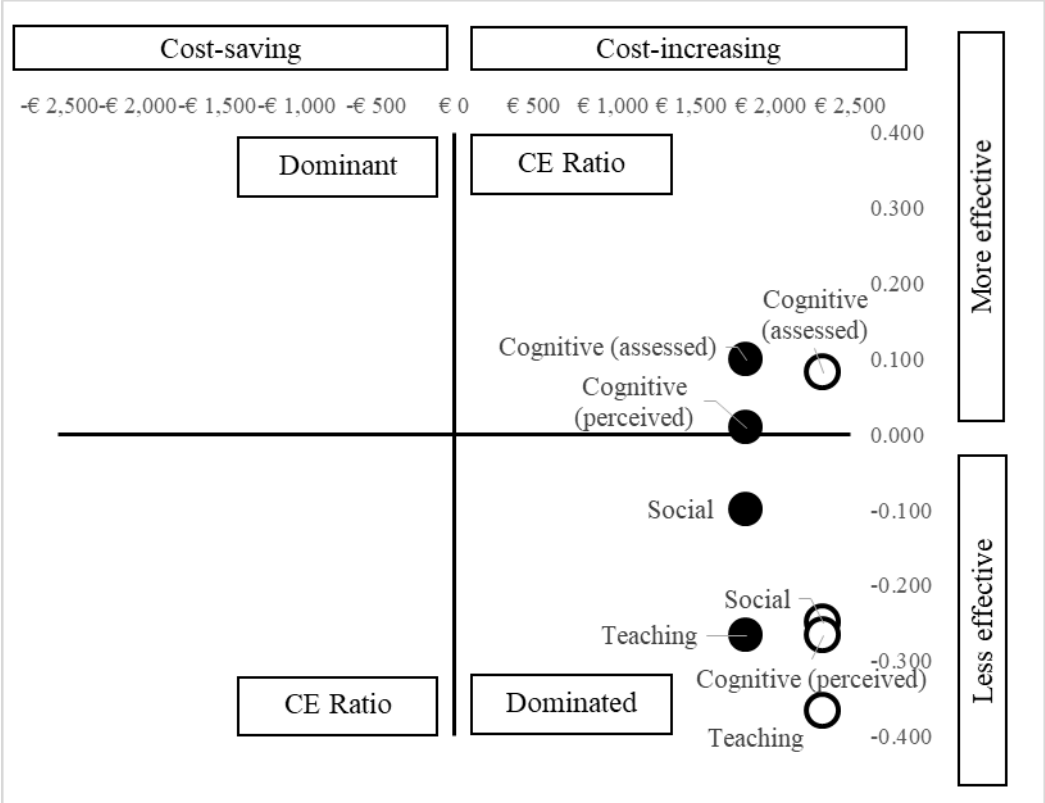 Cost-saving
Cost-increasing
-€ 2,500-€ 2,000-€ 1,500-€ 1,000 -€ 500 € 0 € 500 € 1,000 € 1,500 € 2,000 € 2,500
0.400
Dominant
CE Ratio
More effective
0.300
0.200
Cognitive
(assessed)
Cognitive (assessed)
0.100
Cognitive
(perceived)
0.000
Social
-0.100
-0.200
Social
Teaching
-0.300
Cognitive (perceived)
Less effective
CE Ratio
Dominated
Teaching
-0.400